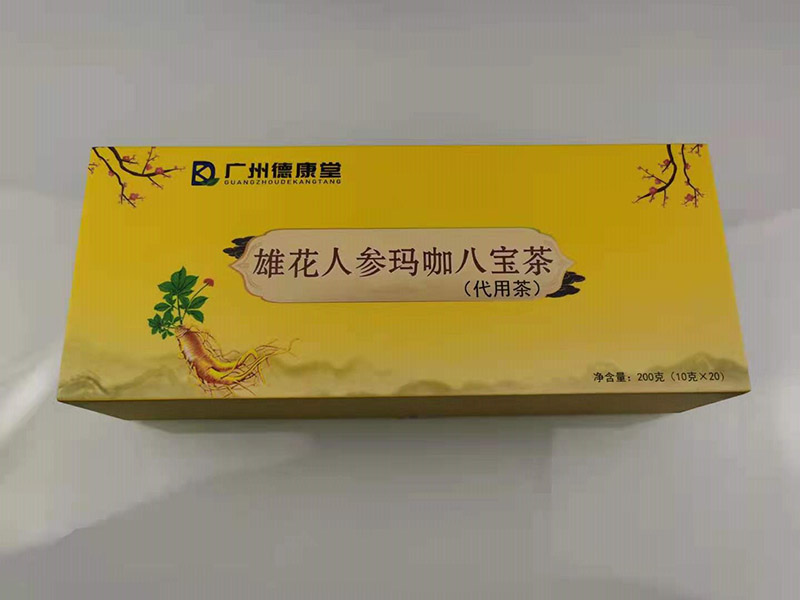 DK 广州德康堂
GUANGZHOUDEKANGTANG
雄花人参玛咖八宝茶
（代用茶）
净含量：200克（10克×20）